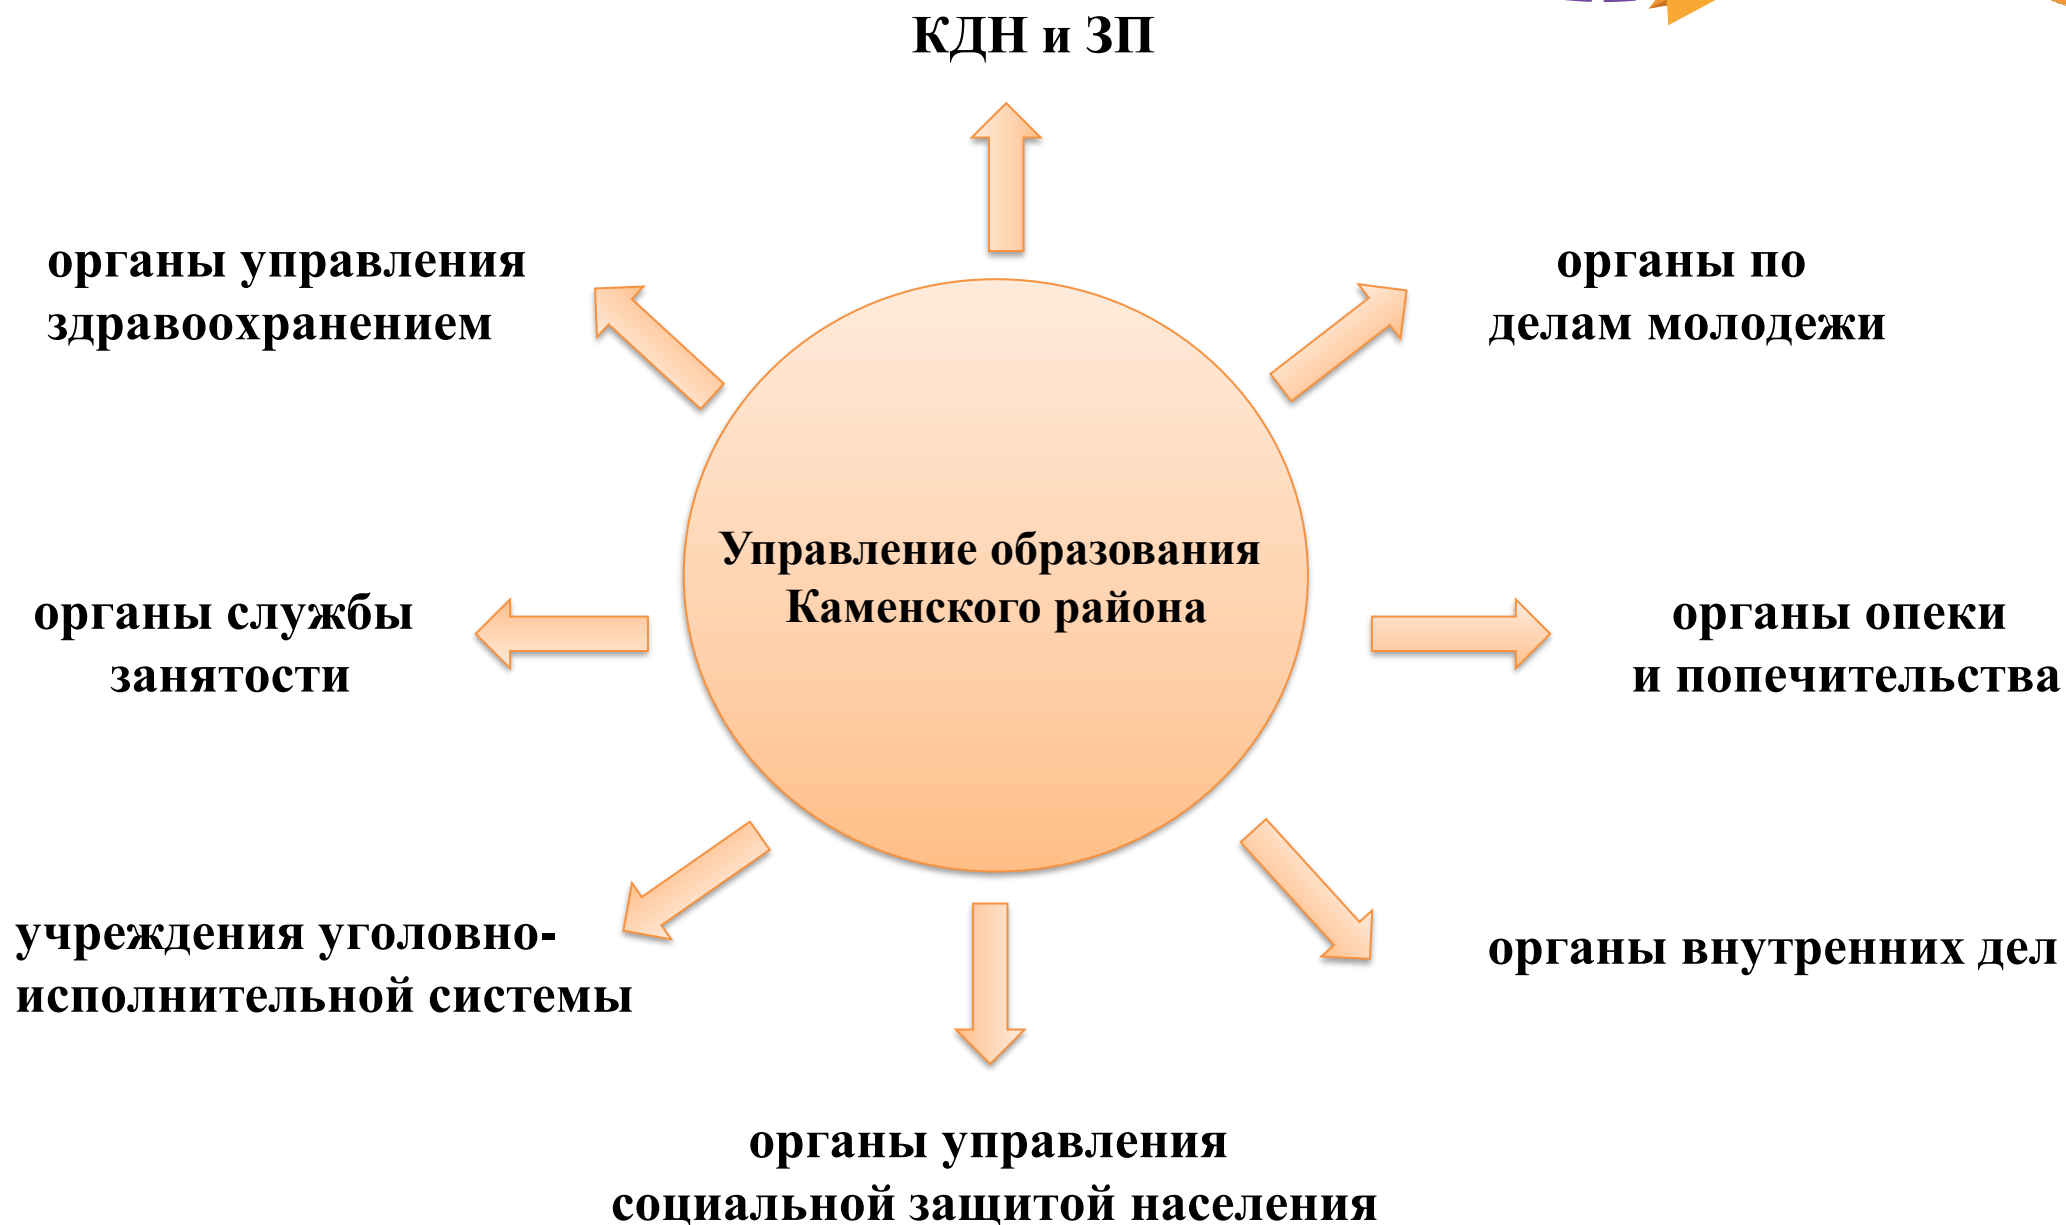 КДН и ЗП
органы управления
здравоохранением
органы по
делам молодежи
Управление образования
Каменского района
органы службы
занятости
органы опеки
и попечительства
учреждения уголовно-
исполнительной системы
органы внутренних дел
органы управления
социальной защитой населения